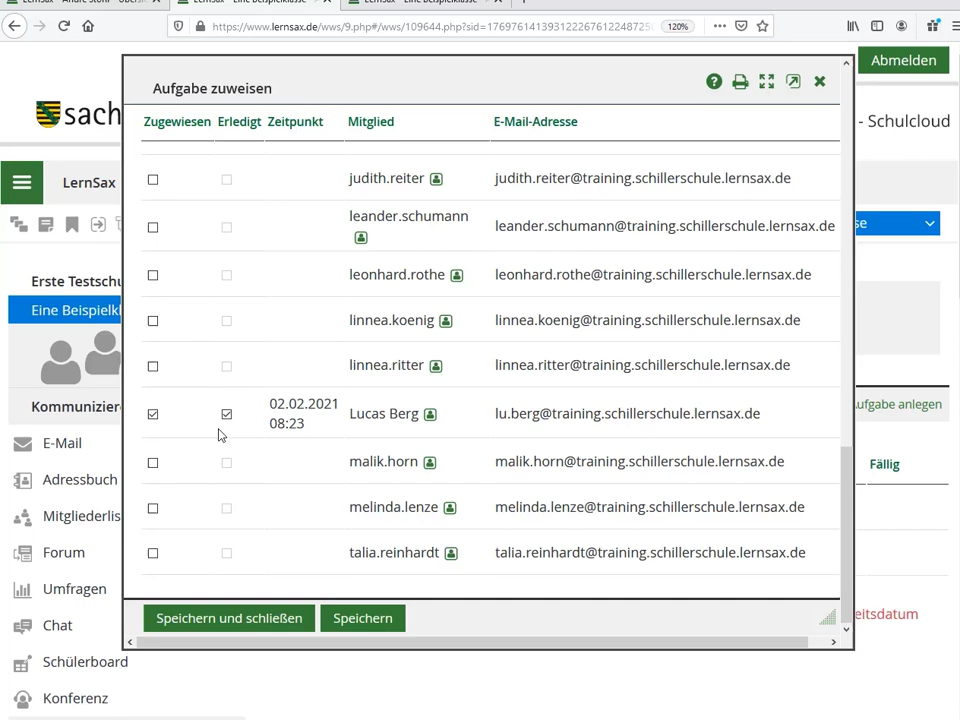 https://www.lernsax.de/wws/9.php#/wws/109644.php?sid=1769761413931222676122487250
120%
Abmelden
sach
- Schulcloud
LernSax
Erste Testschu
Eine Beispielkl
Kommunizier
E-Mail
Adressbuch
Mitgliederlis
Forum
Umfragen
Chat
Schülerboard
Konferenz
Aufgabe zuweisen
Zugewiesen Erledigt Zeitpunkt Mitglied E-Mail-Adresse
judith.reiter judith.reiter@training.schillerschule.lernsax.de
leander.schumann leander.schumann@training.schillerschule.lernsax.de
leonhard.rothe leonhard.rothe@training.schillerschule.lernsax.de
linnea.koenig linnea.koenig@training.schillerschule.lernsax.de
linnea.ritter linnea.ritter@training.schillerschule.lernsax.de
02.02.2021
08:23
Lucas Berg lu.berg@training.schillerschule.lernsax.de
malik.horn malik.horn@training.schillerschule.lernsax.de
melinda.lenze melinda.lenze@training.schillerschule.lernsax.de
talia.reinhardt talia.reinhardt@training.schillerschule.lernsax.de
Speichern und schließen Speichern
se
ufgabe anlegen
Fällig
eitsdatum